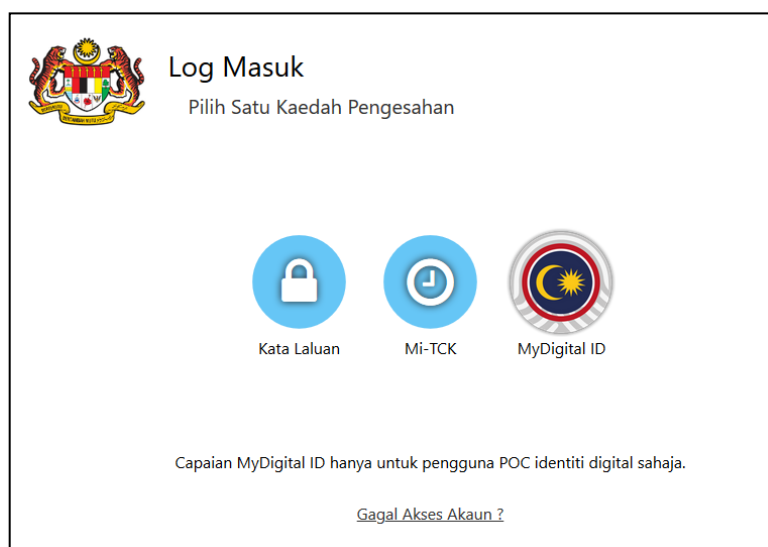 Log Masuk
Pilih Satu Kaedah Pengesahan
Kata Laluan
Mi-TCK
MyDigital ID
Capaian MyDigital ID hanya untuk pengguna POC identiti digital sahaja.
Gagal Akses Akaun ?